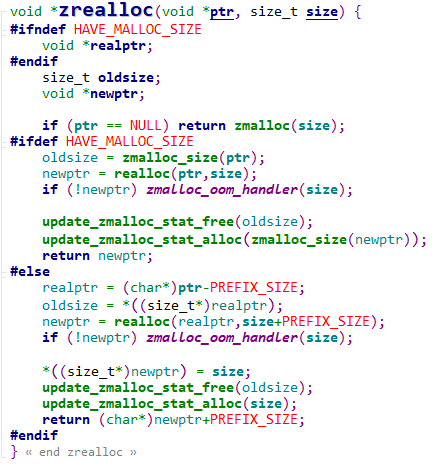 void *zrealloc(void *ptr, size_t size) {
#ifndef HAVE_MALLOC_SIZE
    void *realptr;
#endif
    size_t oldsize;
    void *newptr;

    if (ptr == NULL) return zmalloc(size);
#ifdef HAVE_MALLOC_SIZE
    oldsize = zmalloc_size(ptr);
    newptr = realloc(ptr,size);
    if (!newptr) zmalloc_oom_handler(size);

    update_zmalloc_stat_free(oldsize);
    update_zmalloc_stat_alloc(zmalloc_size(newptr));
    return newptr;
#else
    realptr = (char*)ptr-PREFIX_SIZE;
    oldsize = *((size_t*)realptr);
    newptr = realloc(realptr,size+PREFIX_SIZE);
    if (!newptr) zmalloc_oom_handler(size);

    *((size_t*)newptr) = size;
    update_zmalloc_stat_free(oldsize);
    update_zmalloc_stat_alloc(size);
    return (char*)newptr+PREFIX_SIZE;
#endif
} « end zrealloc »